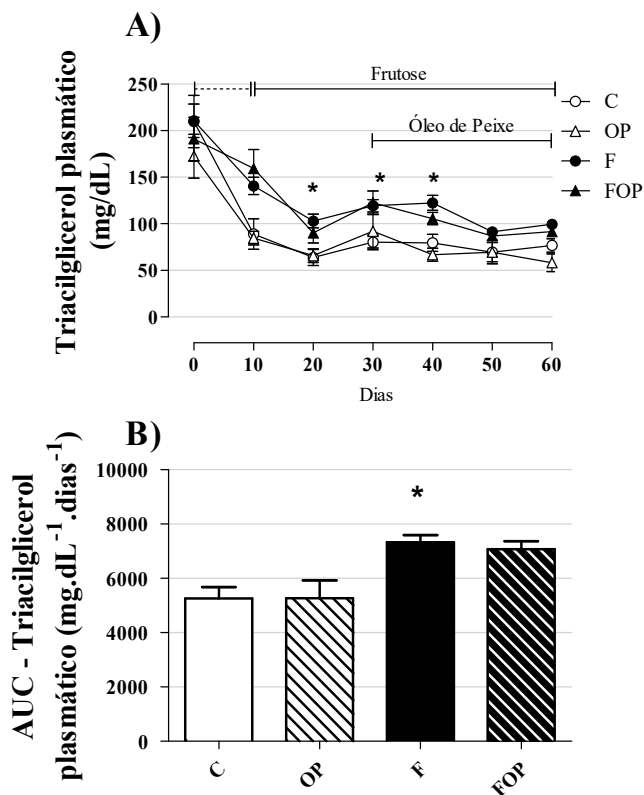 A)
Triacilglicerol plasmático
(mg/dL)
250
200
150
100
50
0
Frutose
Óleo de Peixe
*
*
*
0 10 20 30 40 50 60
Dias
C
OP
F
FOP
B)
AUC - Triacilglicerol
plasmático (mg.dL-1.dias-1)
10000
8000
6000
4000
2000
0
*
C OP F FOP